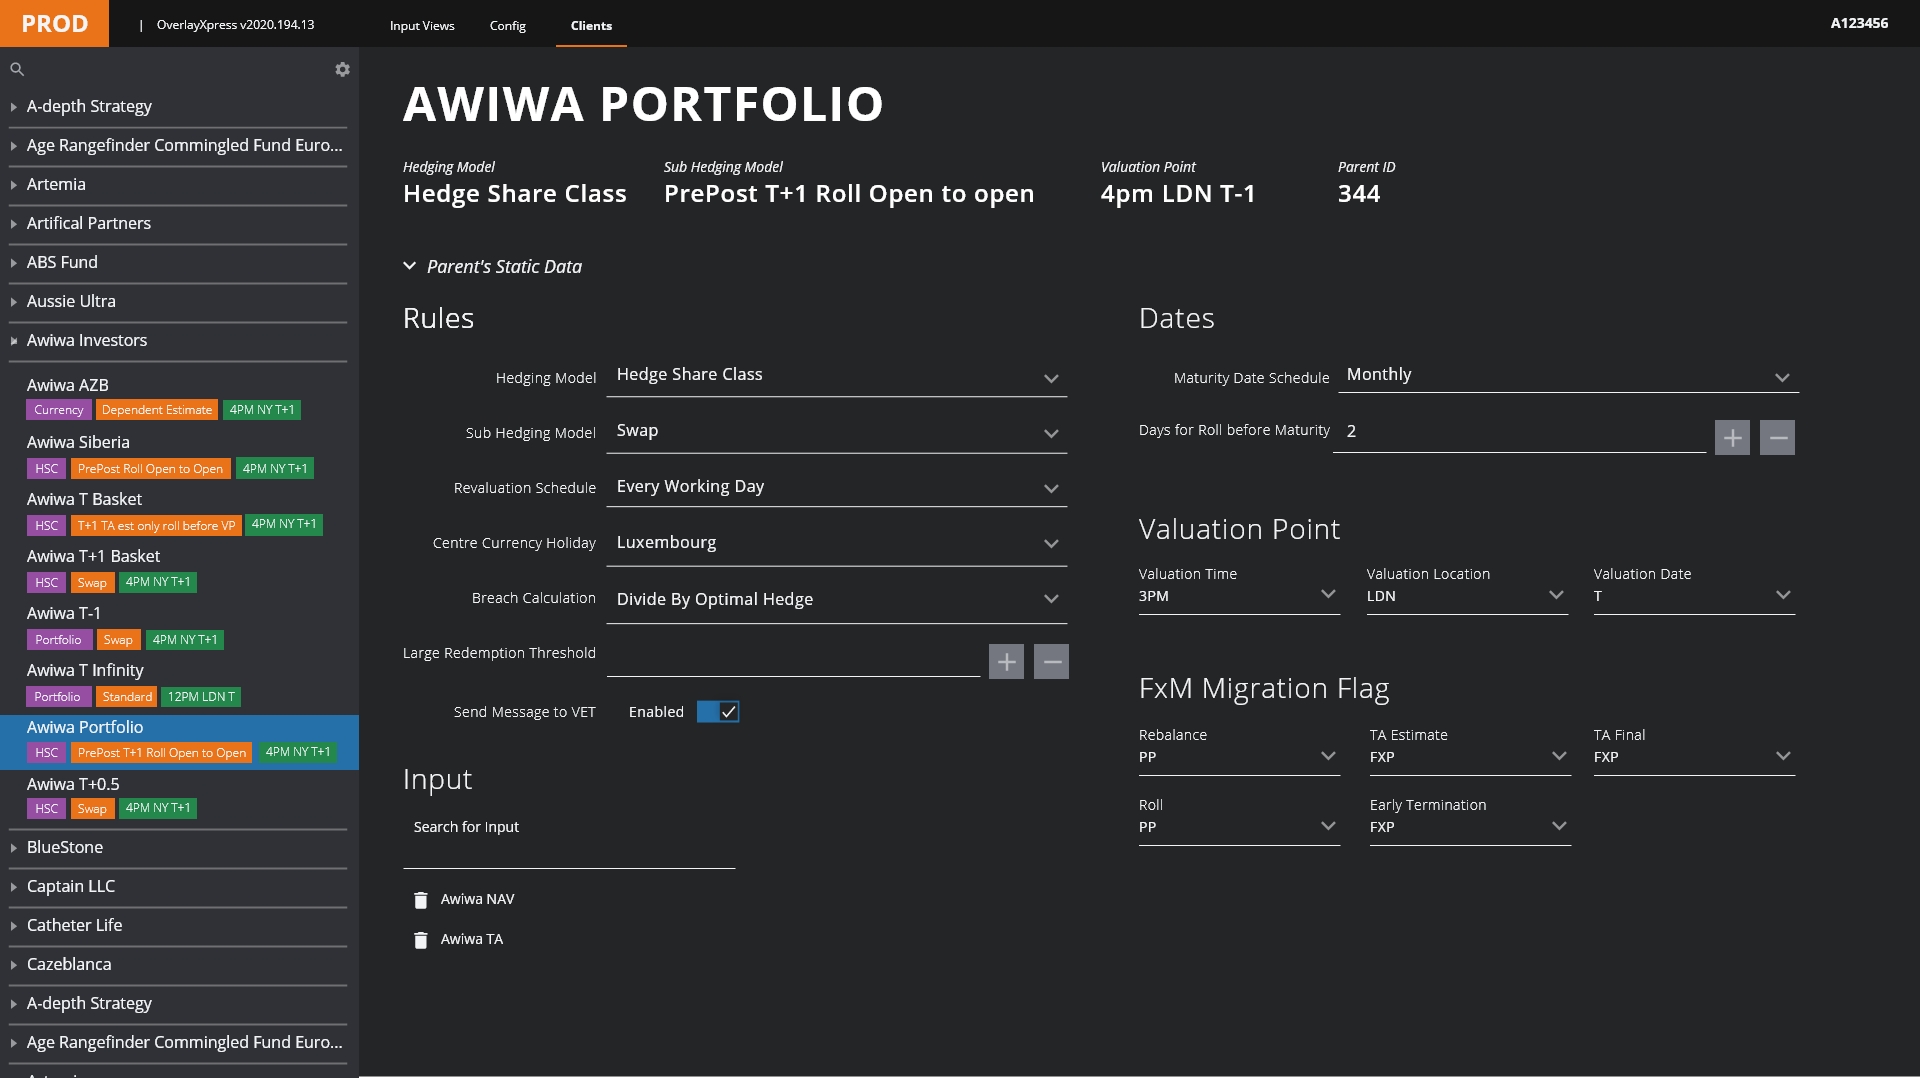 PROD
| OverlayXpress v2020.194.13
Input Views
Config
Clients
A123456
A-depth Strategy
Age Rangefinder Commingled Fund Euro...
Artemia
Artifical Partners
ABS Fund
Aussie Ultra
Awiwa Investors
Awiwa AZB
Currency Dependent Estimate 4PM NY T+1
Awiwa Siberia
HSC PrePost Roll Open to Open 4PM NY T+1
Awiwa T Basket
HSC T+1 TA est only roll before VP 4PM NY T+1
Awiwa T+1 Basket
HSC Swap 4PM NY T+1
Awiwa T-1
Portfolio Swap 4PM NY T+1
Awiwa T Infinity
Portfolio Standard 12PM LDN T
Awiwa Portfolio
HSC PrePost T+1 Roll Open to Open 4PM NY T+1
Awiwa T+0.5
HSC Swap 4PM NY T+1
BlueStone
Captain LLC
Catheter Life
Cazeblanca
A-depth Strategy
Age Rangefinder Commingled Fund Euro...
AWIWA PORTFOLIO
Hedging Model
Hedge Share Class
Sub Hedging Model
PrePost T+1 Roll Open to open
Valuation Point
4pm LDN T-1
Parent ID
344
Parent's Static Data
Rules
Hedging Model Hedge Share Class
Sub Hedging Model Swap
Revaluation Schedule Every Working Day
Centre Currency Holiday Luxembourg
Breach Calculation Divide By Optimal Hedge
Large Redemption Threshold
Send Message to VET Enabled
Input
Search for Input
Awiwa NAV
Awiwa TA
Dates
Maturity Date Schedule Monthly
Days for Roll before Maturity 2
Valuation Point
Valuation Time
3PM
Valuation Location
LDN
Valuation Date
T
FxM Migration Flag
Rebalance
PP
TA Estimate
FXP
TA Final
FXP
Roll
PP
Early Termination
FXP